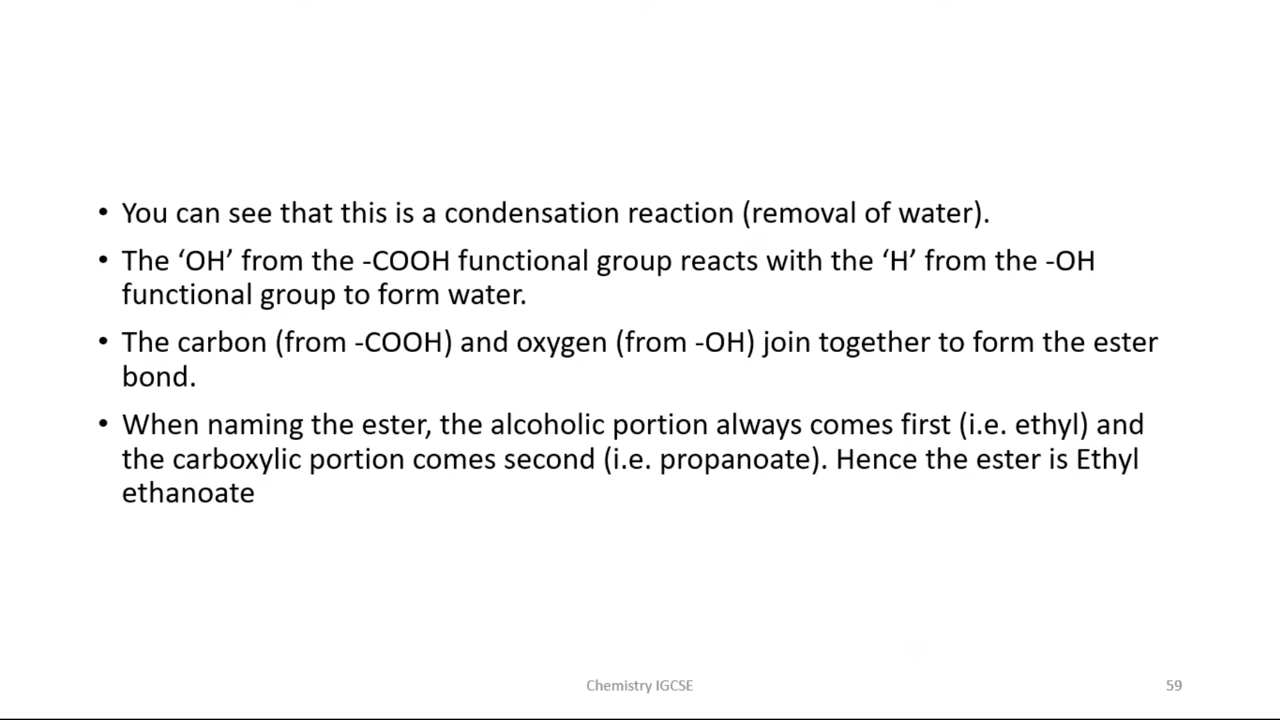 • You can see that this is a condensation reaction (removal of water).
• The ‘OH’ from the -COOH functional group reacts with the ‘H’ from the -OH
functional group to form water.
• The carbon (from -COOH) and oxygen (from -OH) join together to form the ester
bond.
• When naming the ester, the alcoholic portion always comes first (i.e. ethyl) and
the carboxylic portion comes second (i.e. propanoate). Hence the ester is Ethyl
ethanoate
Chemistry IGCSE
59